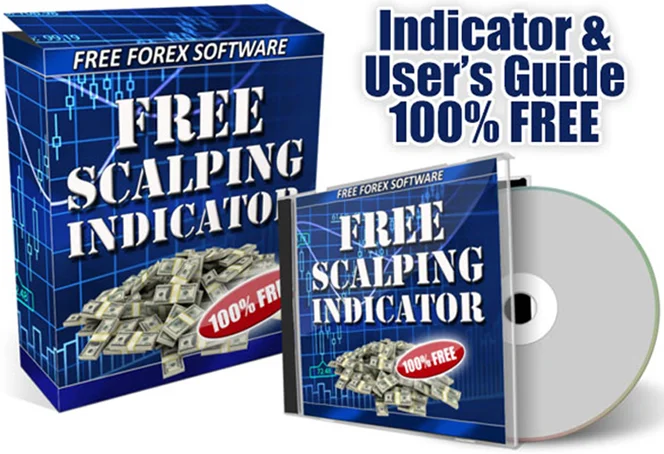 FREE FOREX SOFTWARE
FREE
SCALPING
INDICATOR
100% FREE
Indicator &
User's Guide
100% FREE
FREE FOREX SOFTWARE
FREE
SCALPING
INDICATOR
100% FREE